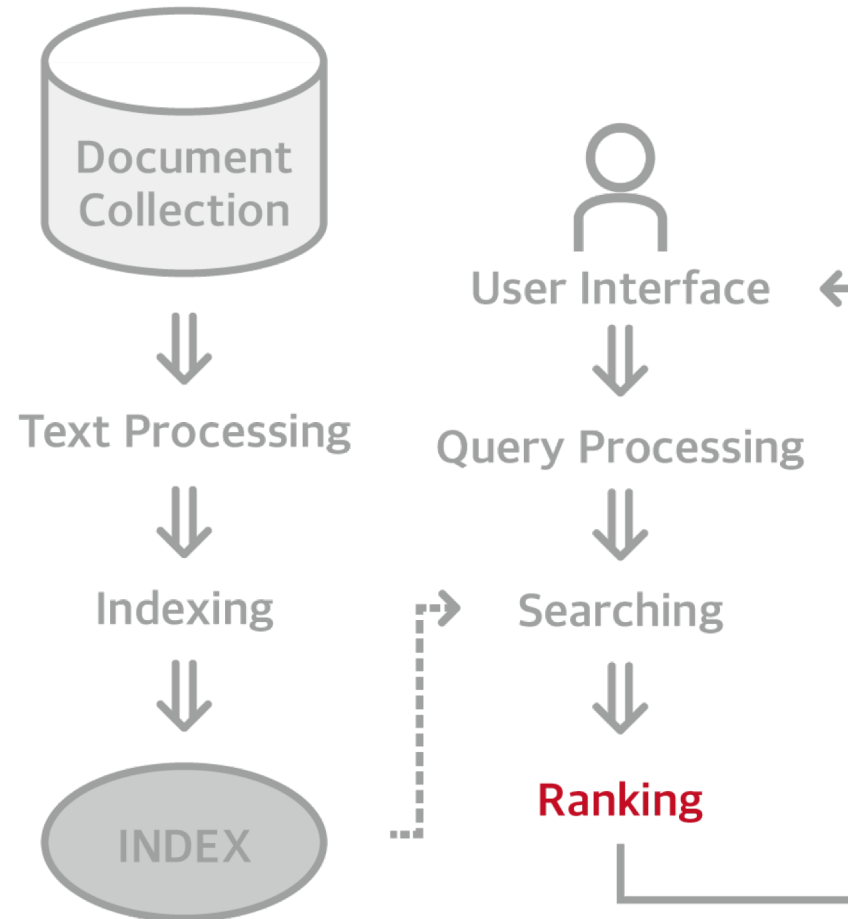 Document
Collection
Text Processing
Indexing
INDEX
User Interface
Query Processing
Searching
Ranking